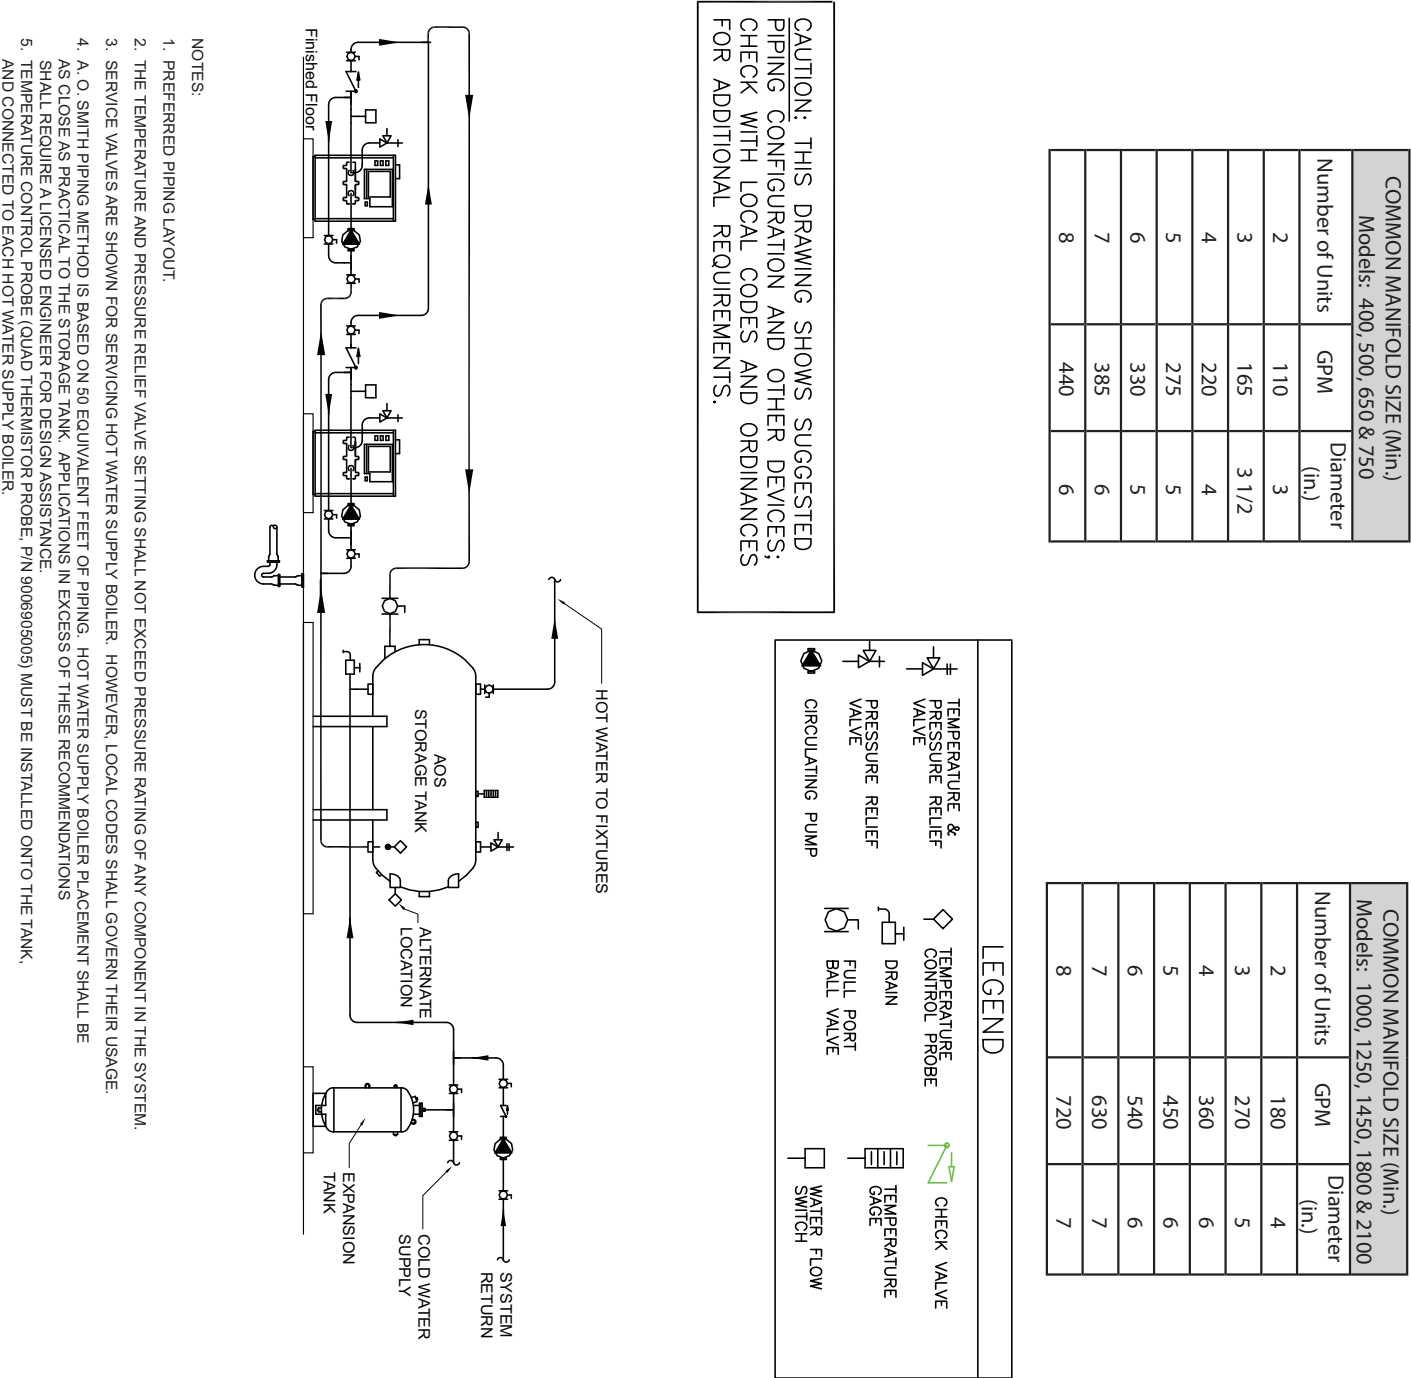 COMMON MANIFOLD SIZE (Min.)
Models: 400, 500, 650 & 750
Number of Units GPM Diameter (in.)
2 110 3
3 165 3 1/2
4 220 4
5 275 5
6 330 5
7 385 6
8 440 6
COMMON MANIFOLD SIZE (Min.)
Models: 1000, 1250, 1450, 1800 & 2100
Number of Units GPM Diameter (in.)
2 180 4
3 270 5
4 360 6
5 450 6
6 540 6
7 630 7
8 720 7
CAUTION: THIS DRAWING SHOWS SUGGESTED
PIPING CONFIGURATION AND OTHER DEVICES;
CHECK WITH LOCAL CODES AND ORDINANCES
FOR ADDITIONAL REQUIREMENTS.
LEGEND
TEMPERATURE &
PRESSURE RELIEF
VALVE
PRESSURE RELIEF
VALVE
CIRCULATING PUMP
TEMPERATURE
CONTROL PROBE
DRAIN
FULL PORT
BALL VALVE
CHECK VALVE
TEMPERATURE
GAGE
WATER FLOW
SWITCH
HOT WATER TO FIXTURES
AOS
STORAGE TANK
ALTERNATE
LOCATION
SYSTEM
RETURN
COLD WATER
SUPPLY
EXPANSION
TANK
Finished Floor
NOTES:
1. PREFERRED PIPING LAYOUT.
2. THE TEMPERATURE AND PRESSURE RELIEF VALVE SETTING SHALL NOT EXCEED PRESSURE RATING OF ANY COMPONENT IN THE SYSTEM.
3. SERVICE VALVES ARE SHOWN FOR SERVICING HOT WATER SUPPLY BOILER. HOWEVER, LOCAL CODES SHALL GOVERN THEIR USAGE.
4. A. O. SMITH PIPING METHOD IS BASED ON 50 EQUIVALENT FEET OF PIPING. HOT WATER SUPPLY BOILER PLACEMENT SHALL BE
AS CLOSE AS PRACTICAL TO THE STORAGE TANK. APPLICATIONS IN EXCESS OF THESE RECOMMENDATIONS
SHALL REQUIRE A LICENSED ENGINEER FOR DESIGN ASSISTANCE.
5. TEMPERATURE CONTROL PROBE (QUAD THERMISTOR PROBE, P/N 9006905005) MUST BE INSTALLED ONTO THE TANK,
AND CONNECTED TO EACH HOT WATER SUPPLY BOILER.